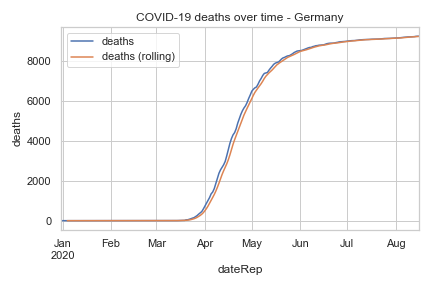 COVID-19 deaths over time - Germany
deaths
deaths (rolling)
8000
6000
4000
2000
0
deaths
Jan Feb Mar Apr May Jun Jul Aug
2020
dateRep